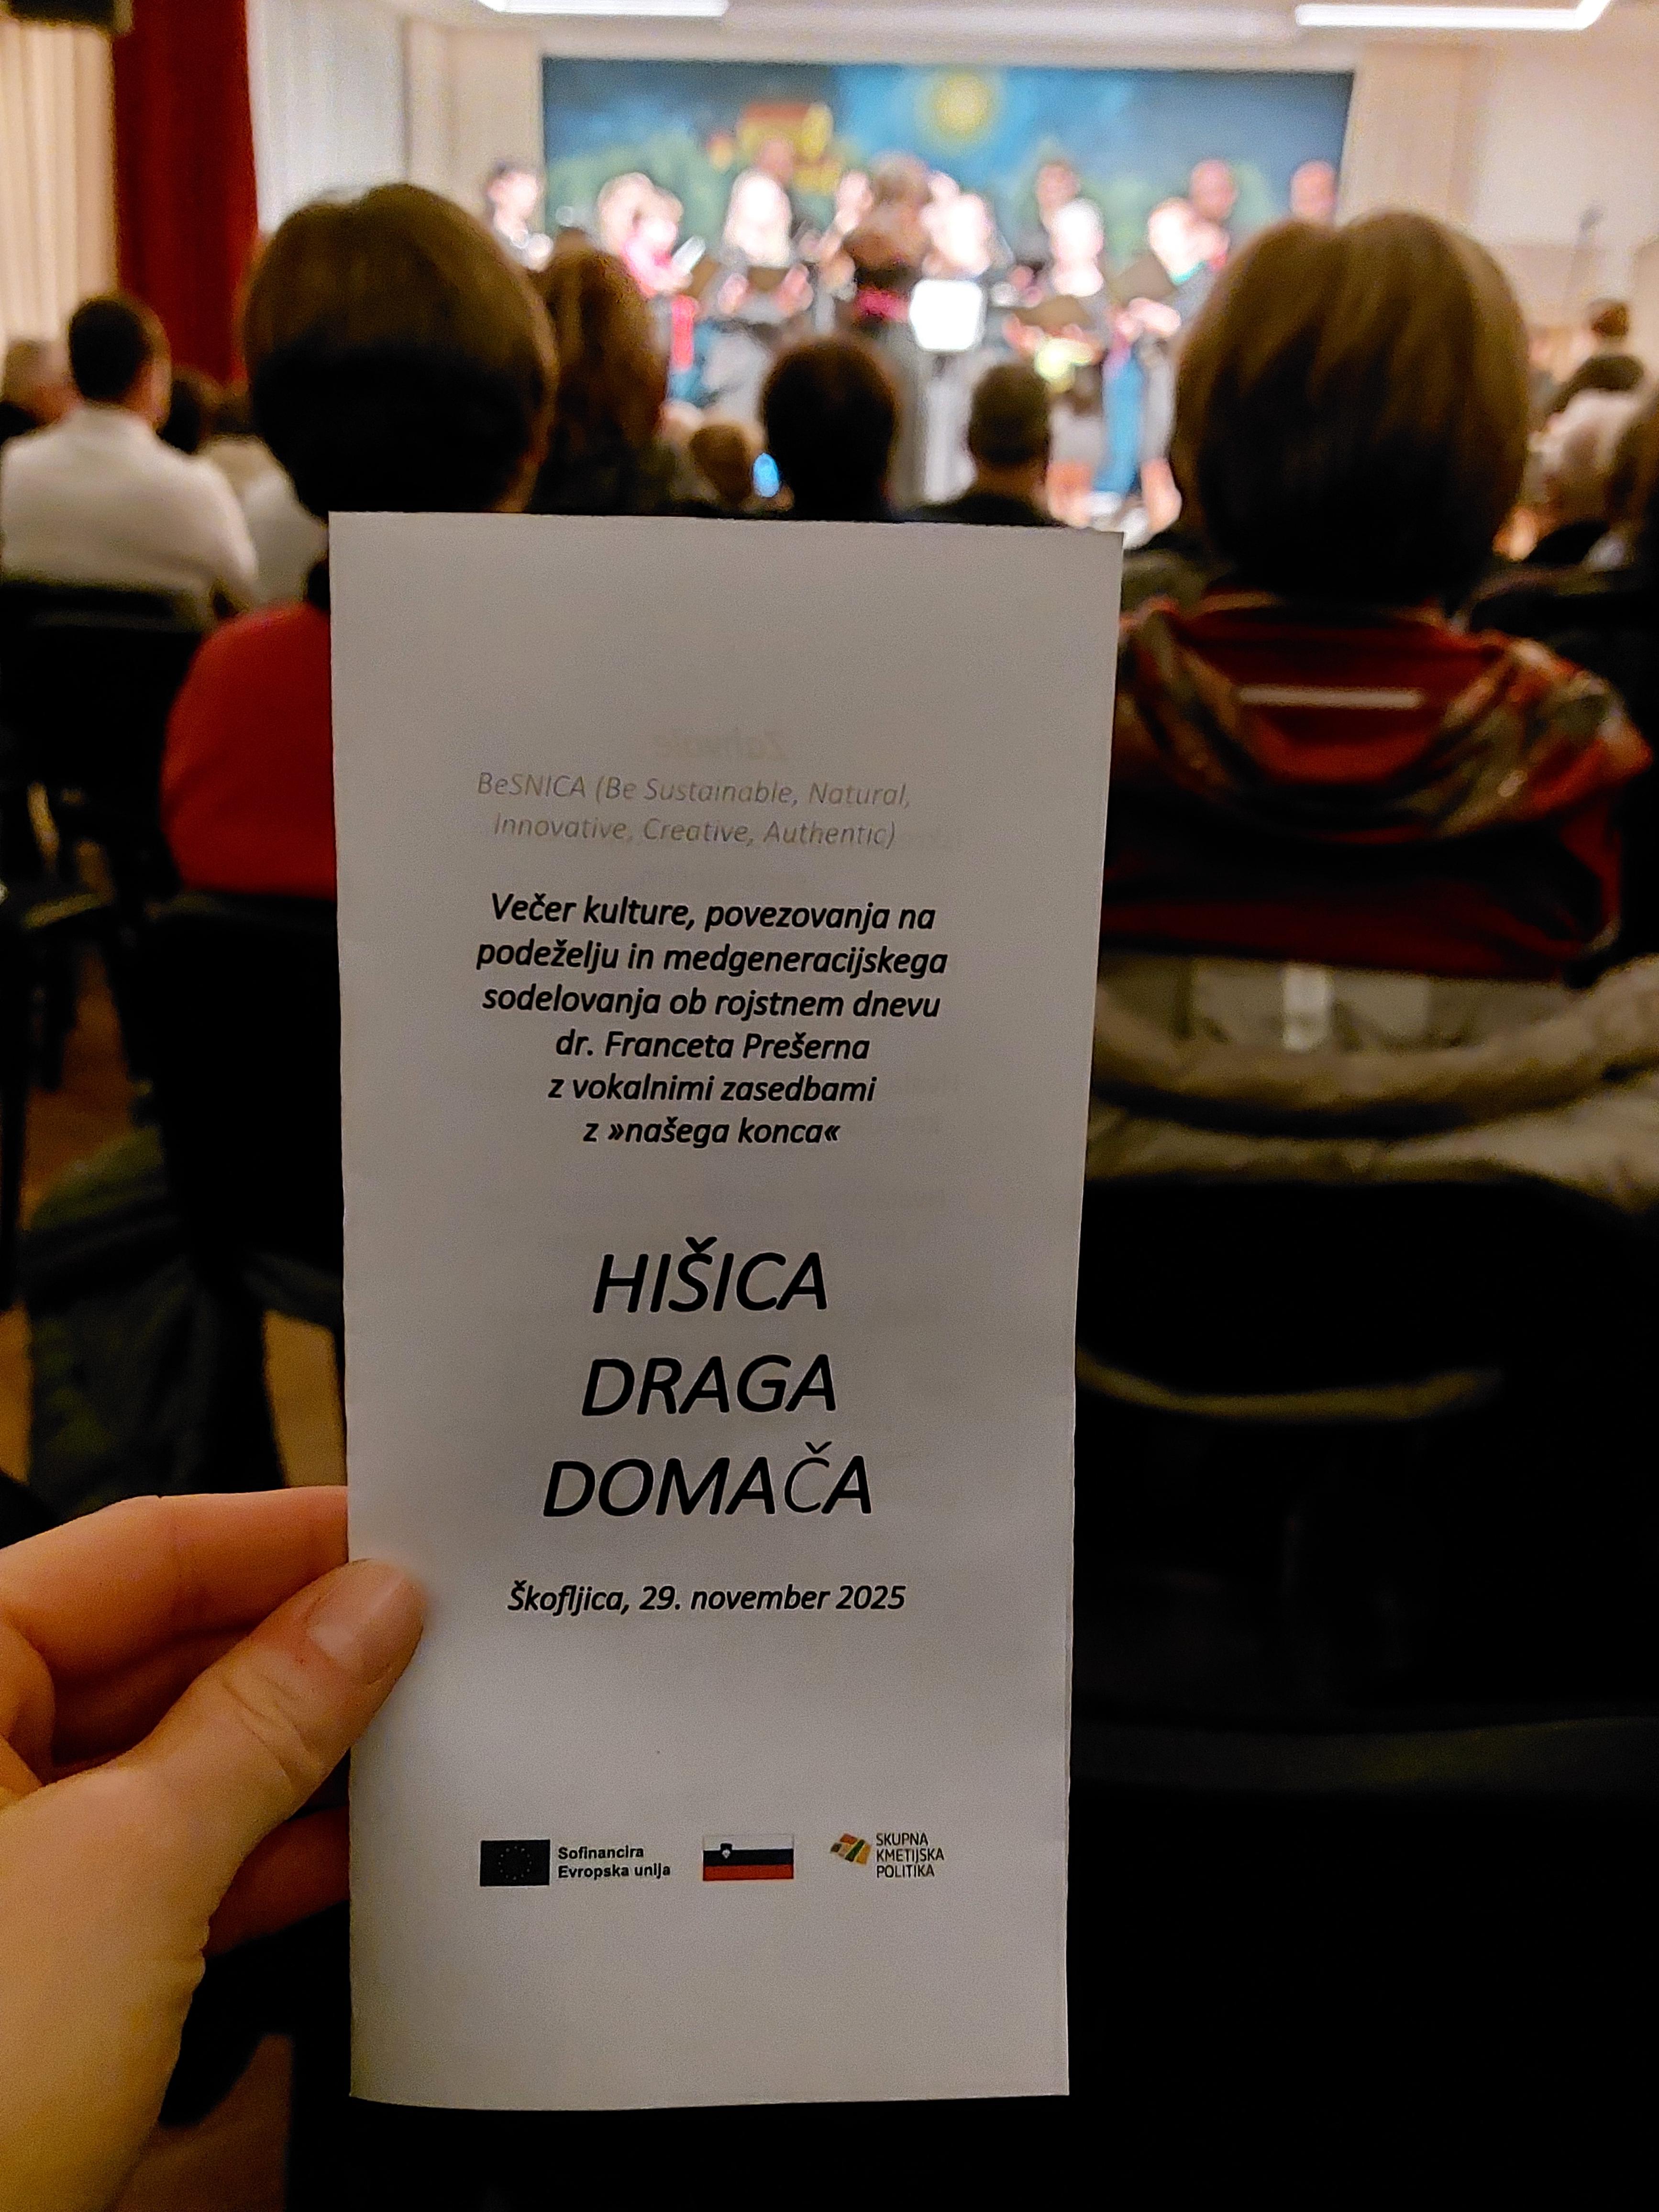 BeSNICA (Be Sustainable, Natural,
Innovative, Creative, Authentic)
Večer kulture, povezovanja na
podeželju in medgeneracijskega
sodelovanja ob rojstnem dnevu
dr. Franceta Prešerna
z vokalnimi zasedbami
z »našega konca«
HIŠICA
DRAGA
DOMAČA
Škofljica, 29. november 2025
Sofinancira
Evropska unija
SKUPNA
KMETIJSKA
POLITIKA